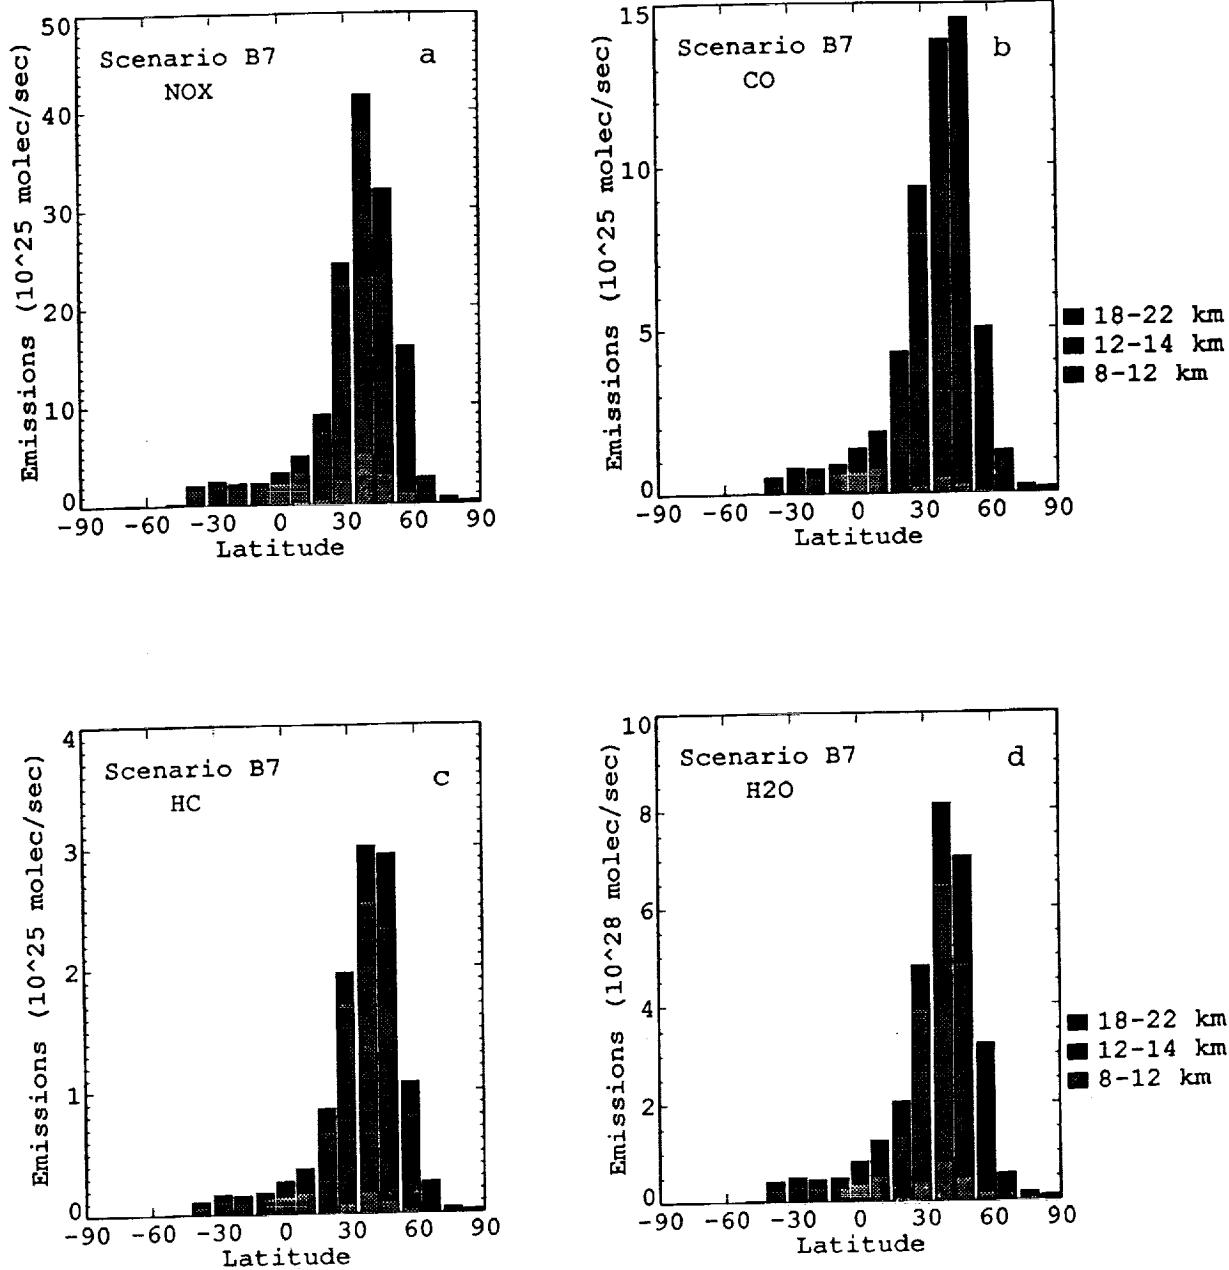 Scenario B7
a
NOX
50
40
30
20
10
0
Emissions (10^25 molec/sec)
-90 -60 -30 0 30 60 90
Latitude
Scenario B7
b
CO
15
10
5
0
Emissions (10^25 molec/sec)
-90 -60 -30 0 30 60 90
Latitude
18-22 km
12-14 km
8-12 km
Scenario B7
c
HC
4
3
2
1
0
Emissions (10^25 molec/sec)
-90 -60 -30 0 30 60 90
Latitude
Scenario B7
d
H2O
10
8
6
4
2
0
Emissions (10^28 molec/sec)
-90 -60 -30 0 30 60 90
Latitude
18-22 km
12-14 km
8-12 km